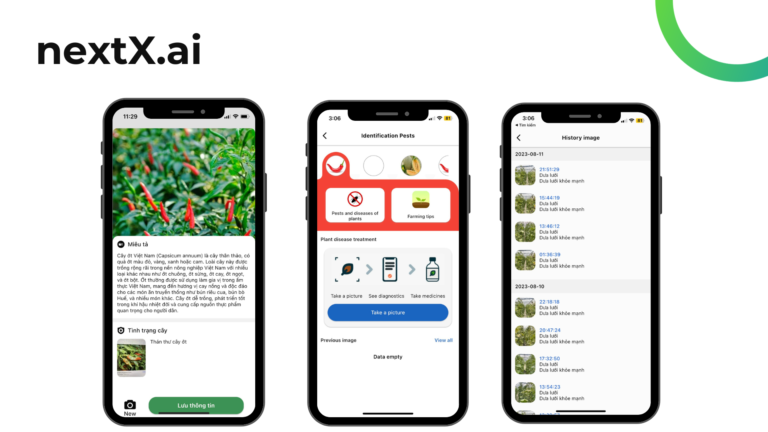 nextX.ai
11:29
Miêu tả
Cây ớt Việt Nam (Capsicum annuum) là cây thân thảo, có
quả ớt màu đỏ, vàng, xanh hoặc cam. Loài cây này được
trồng rộng rãi trong nền nông nghiệp Việt Nam với nhiều
loại khác nhau như ớt chuông, ớt sừng, ớt cay, ớt ngọt,
và ớt bột. Ớt thường được sử dụng làm gia vị trong ẩm
thực Việt Nam, mang đến hương vị cay nồng và độc đáo
cho các món ăn truyền thống như bún riêu cua, bún bò
Huế, và nhiều món khác. Cây ớt dễ trồng, phát triển tốt
trong khí hậu nhiệt đới và cung cấp nguồn thực phẩm
quan trọng cho người dân.
Tình trạng cây
Thán thư cây ớt
New
Lưu thông tin
3:06
81
Identification Pests
Pests and diseases of
plants
Farming tips
Plant disease treatment
Take a picture
See diagnostics
Take medicines
Take a picture
Previous image
View all
Data empty
3:06
81
Tìm kiếm
History image
2023-08-11
21:51:29
Dưa lưới
Dưa lưới khỏe mạnh
15:44:19
Dưa lưới
Dưa lưới khỏe mạnh
13:46:12
Dưa lưới
Dưa lưới khỏe mạnh
01:36:39
Dưa lưới
Dưa lưới khỏe mạnh
2023-08-10
22:18:16
Dưa lưới
Dưa lưới khỏe mạnh
20:47:24
Dưa lưới
Dưa lưới khỏe mạnh
17:32:50
Dưa lưới
Dưa lưới khỏe mạnh
13:54:23
Dưa lưới
Dưa lưới khỏe mạnh